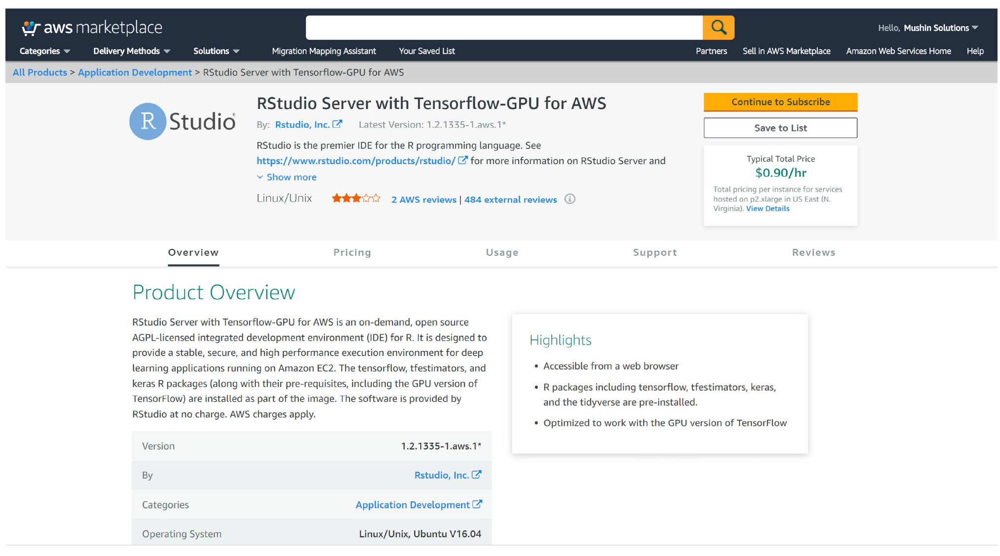 aws marketplace
Hello, Mushin Solutions
Categories Delivery Methods Solutions Migration Mapping Assistant Your Saved List Partners Sell in AWS Marketplace Amazon Web Services Home Help
All Products > Application Development > RStudio Server with Tensorflow-GPU for AWS
R Studio®
RStudio Server with Tensorflow-GPU for AWS
By: Rstudio, Inc. Latest Version: 1.2.1335-1.aws.1*
RStudio is the premier IDE for the R programming language. See
https://www.rstudio.com/products/rstudio/ for more information on RStudio Server and
Show more
Linux/Unix 2 AWS reviews | 484 external reviews
Continue to Subscribe
Save to List
Typical Total Price
$0.90/hr
Total pricing per instance for services
hosted on p2.xlarge in US East (N.
Virginia). View Details
Overview Pricing Usage Support Reviews
Product Overview
RStudio Server with Tensorflow-GPU for AWS is an on-demand, open source
AGPL-licensed integrated development environment (IDE) for R. It is designed to
provide a stable, secure, and high performance execution environment for deep
learning applications running on Amazon EC2. The tensorflow, tfestimators, and
keras R packages (along with their pre-requisites, including the GPU version of
TensorFlow) are installed as part of the image. The software is provided by
RStudio at no charge. AWS charges apply.
Version 1.2.1335-1.aws.1*
By Rstudio, Inc.
Categories Application Development
Operating System Linux/Unix, Ubuntu V16.04
Highlights
• Accessible from a web browser
• R packages including tensorflow, tfestimators, keras,
and the tidyverse are pre-installed.
• Optimized to work with the GPU version of TensorFlow